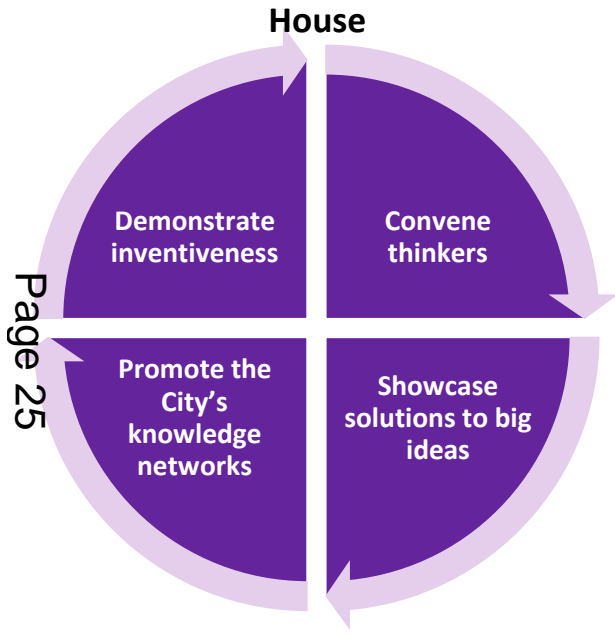 House
Demonstrate
inventiveness
Convene
thinkers
Promote the
City's
knowledge
networks
Showcase
solutions to big
ideas
Page 25